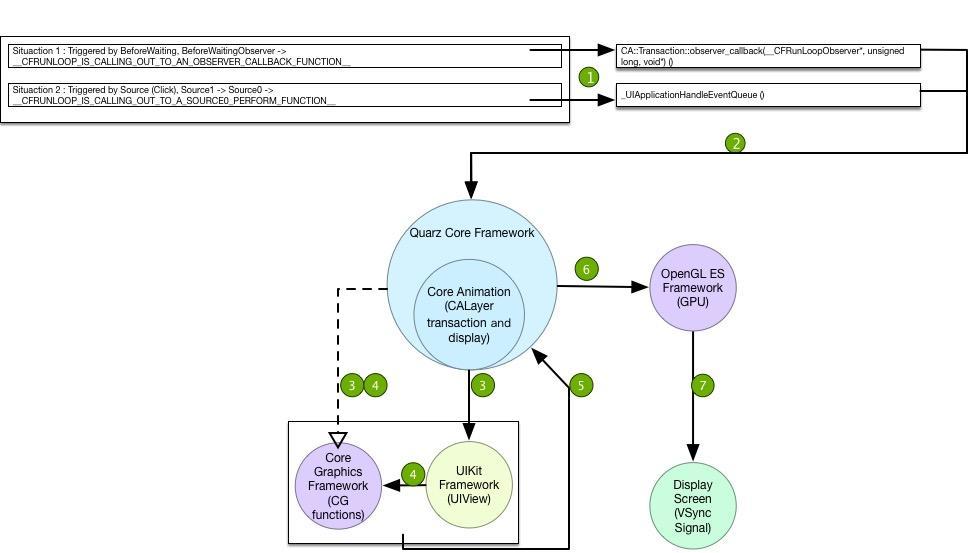 Situaction 1 : Triggered by BeforeWaiting, BeforeWaitingObserver ->
__CFRUNLOOP_IS_CALLING_OUT_TO_AN_OBSERVER_CALLBACK_FUNCTION__
CA::Transaction::observer_callback(__CFRunLoopObserver*, unsigned
long, void*) ()
1
Situaction 2 : Triggered by Source (Click), Source1 -> Source0 ->
__CFRUNLOOP_IS_CALLING_OUT_TO_A_SOURCE0_PERFORM_FUNCTION__
_UIApplicationHandleEventQueue ()
2
Quarz Core Framework
Core Animation
(CALayer
transaction and
display)
6
OpenGL ES
Framework
(GPU)
3
4
3
5
7
Core
Graphics
Framework
(CG
functions)
4
UIKit
Framework
(UIView)
Display
Screen
(VSync
Signal)